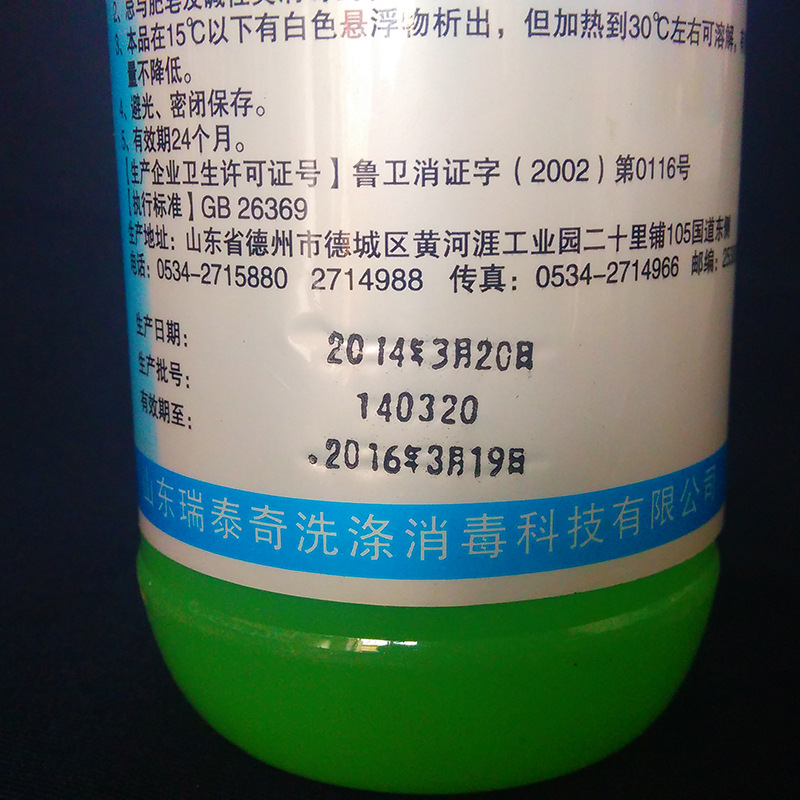 2、忌与肥皂及碱性
3、本品在15℃以下有白色悬浮物析出，但加热到30℃左右可溶解，
量不降低。
4、避光、密闭保存。
5、有效期24个月。
【生产企业卫生许可证号】鲁卫消证字（2002）第0116号
【执行标准】GB 26369
生产地址：山东省德州市德城区黄河涯工业园二十里铺105国道东侧
电话：0534-2715880 2714988 传真：0534-2714966 邮编：
生产日期： 2014年3月20日
生产批号： 140320
有效期至： 2016年3月19日
山东瑞泰奇洗涤消毒科技有限公司